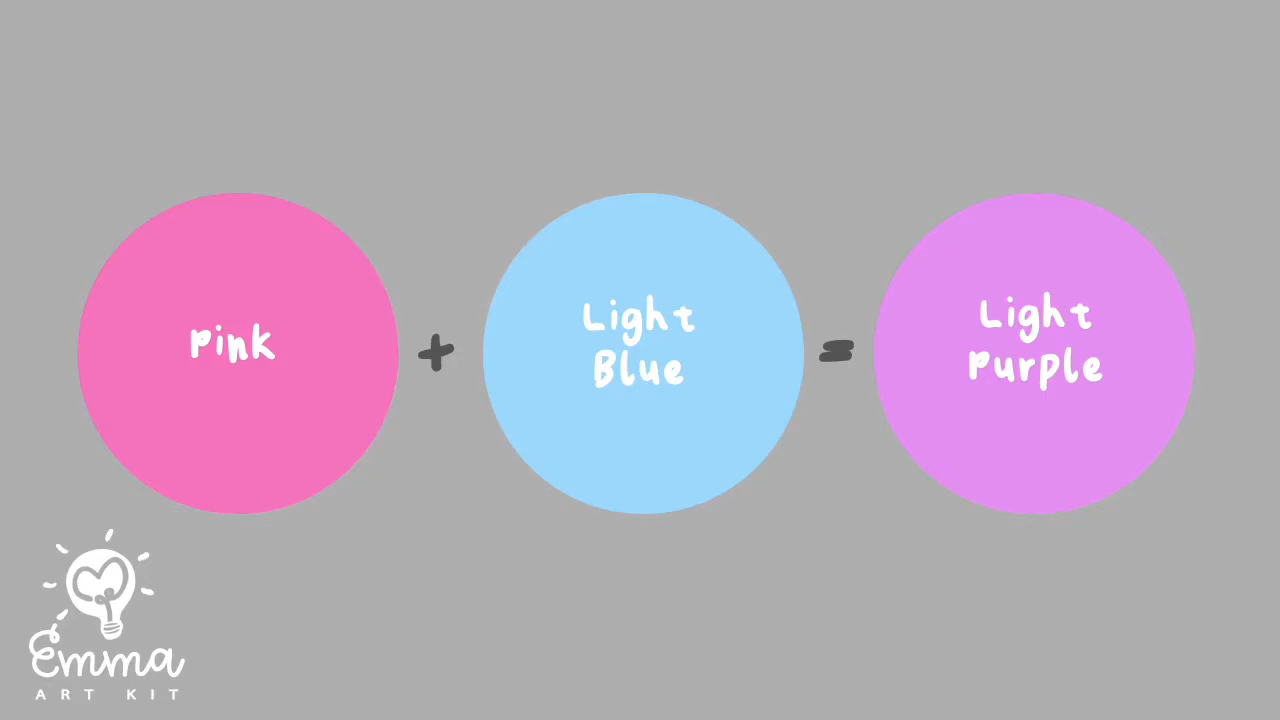 Pink
+
Light
Blue
=
Light
Purple
Emma
ART KIT